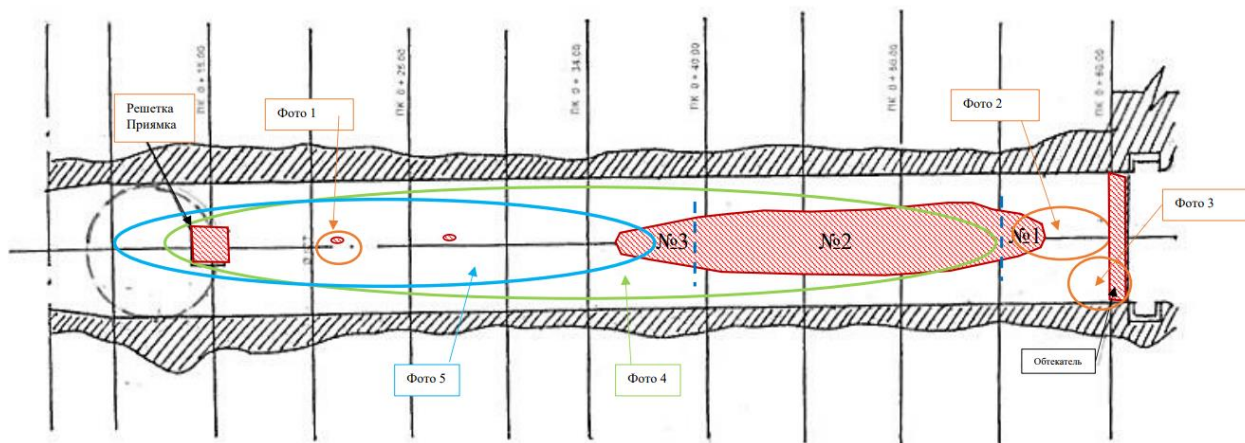 ПК 0 + 15.00
ПК 0 + 25.00
ПК 0 + 34.00
ПК 0 + 40.00
ПК 0 + 50.00
ПК 0 + 60.00
Решетка
Приямка
Фото 1
Фото 2
Фото 3
№3
№2
№1
Фото 5
Фото 4
Обтекатель